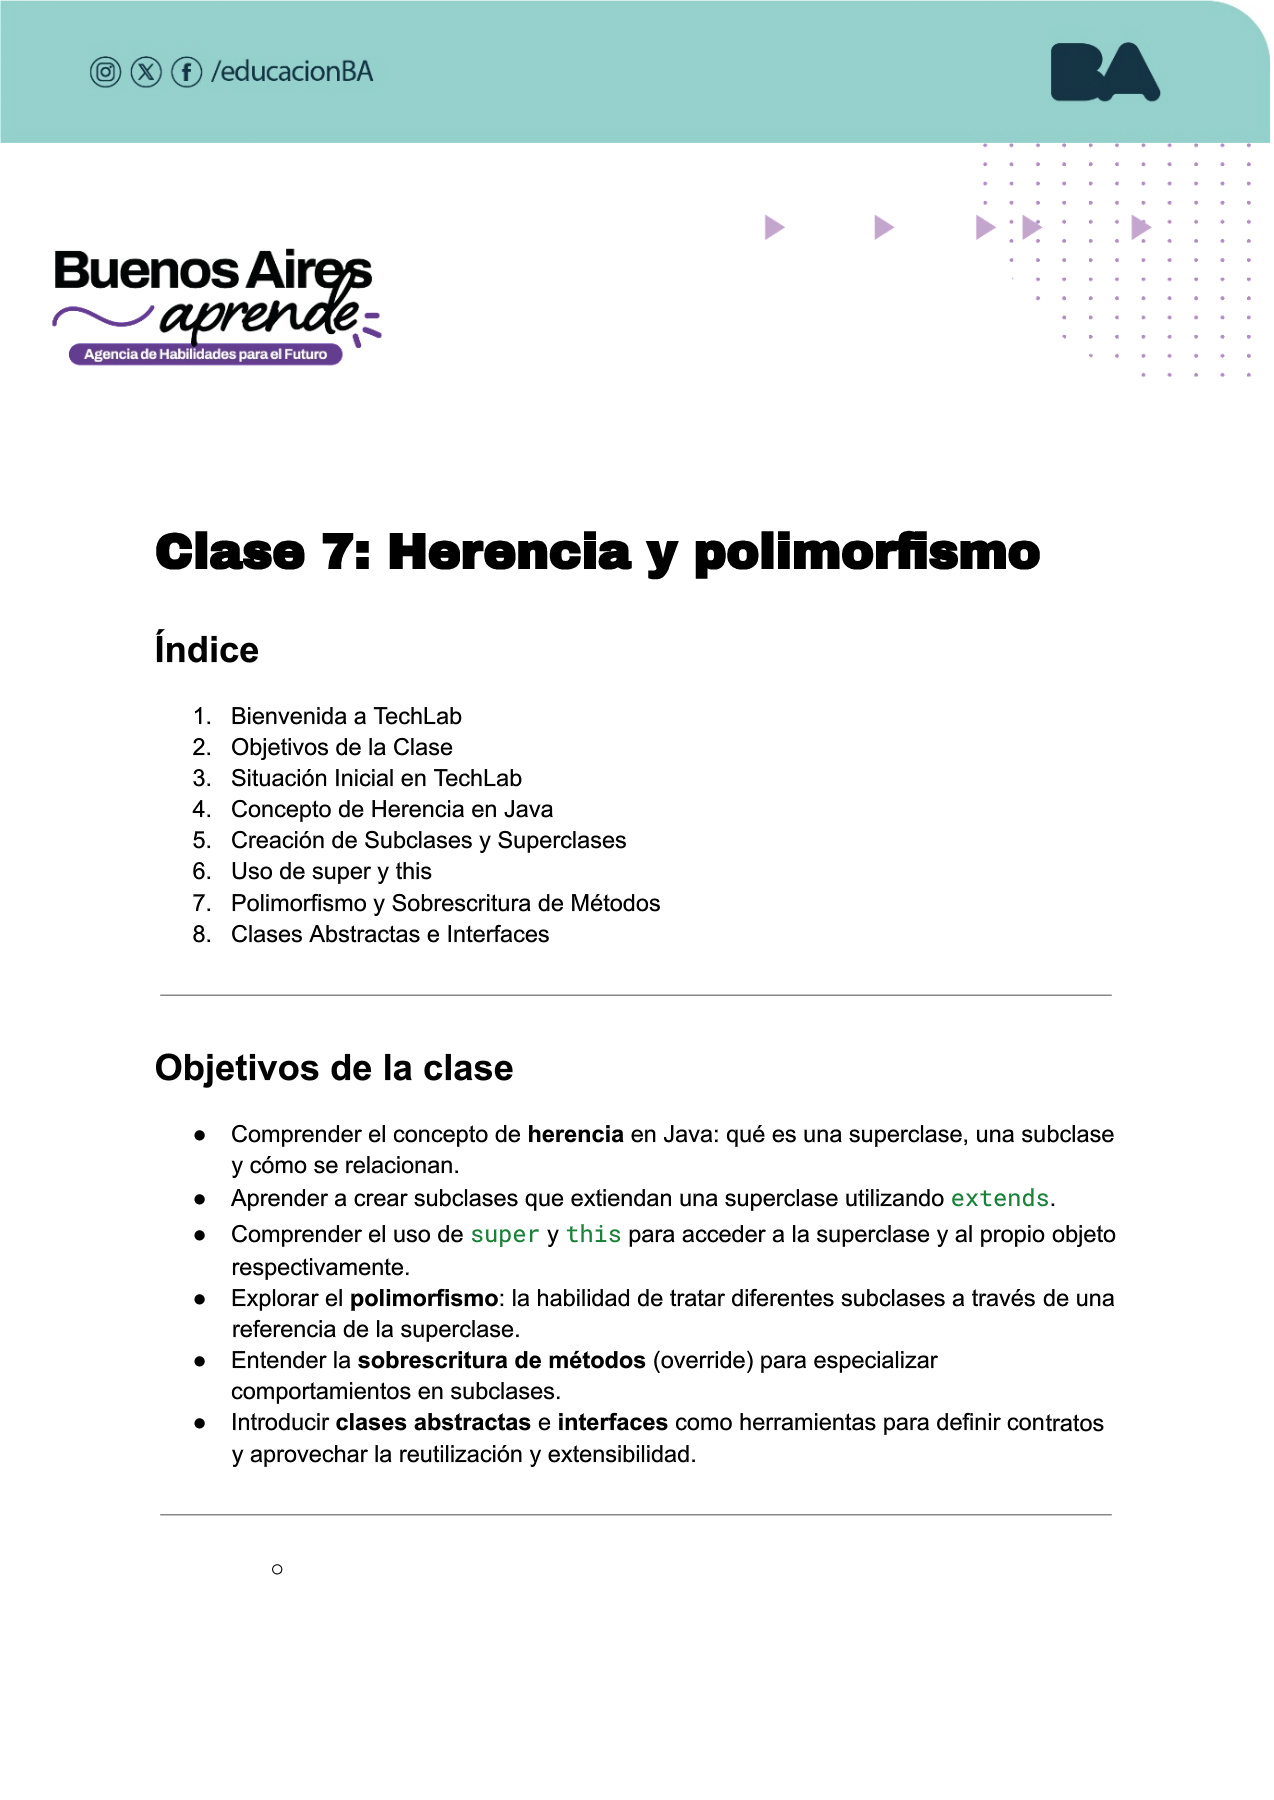 /educacionBA
BA
Buenos Aires
aprende
Agencia de Habilidades para el Futuro
Clase 7: Herencia y polimorfismo
Índice
1. Bienvenida a TechLab
2. Objetivos de la Clase
3. Situación Inicial en TechLab
4. Concepto de Herencia en Java
5. Creación de Subclases y Superclases
6. Uso de super y this
7. Polimorfismo y Sobrescritura de Métodos
8. Clases Abstractas e Interfaces
Objetivos de la clase
● Comprender el concepto de herencia en Java: qué es una superclase, una subclase
y cómo se relacionan.
● Aprender a crear subclases que extiendan una superclase utilizando extends.
● Comprender el uso de super y this para acceder a la superclase y al propio objeto
respectivamente.
● Explorar el polimorfismo: la habilidad de tratar diferentes subclases a través de una
referencia de la superclase.
● Entender la sobrescritura de métodos (override) para especializar
comportamientos en subclases.
● Introducir clases abstractas e interfaces como herramientas para definir contratos
y aprovechar la reutilización y extensibilidad.